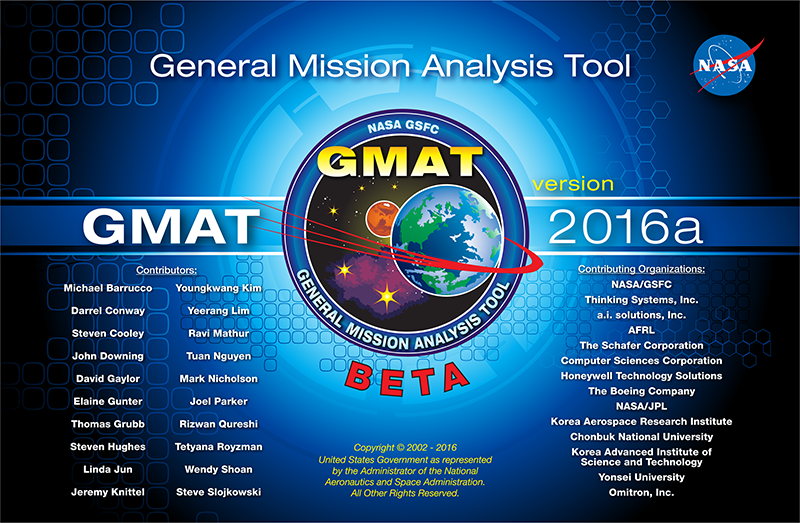 General Mission Analysis Tool
NASA
NASA GSFC
GMAT
GENERAL MISSION ANALYSIS TOOL
BETA
GMAT
version
2016a
Contributors:
Michael Barrucco
Youngkwang Kim
Darrel Conway
Yeerang Lim
Steven Cooley
Ravi Mathur
John Downing
Tuan Nguyen
David Gaylor
Mark Nicholson
Elaine Gunter
Joel Parker
Thomas Grubb
Rizwan Qureshi
Steven Hughes
Tetyana Royzman
Linda Jun
Wendy Shoan
Jeremy Knittel
Steve Slojkowski
Copyright © 2002 - 2016
United States Government as represented
by the Administrator of the National
Aeronautics and Space Administration.
All Other Rights Reserved.
Contributing Organizations:
NASA/GSFC
Thinking Systems, Inc.
a.i. solutions, Inc.
AFRL
The Schafer Corporation
Computer Sciences Corporation
Honeywell Technology Solutions
The Boeing Company
NASA/JPL
Korea Aerospace Research Institute
Chonbuk National University
Korea Advanced Institute of
Science and Technology
Yonsei University
Omitron, Inc.